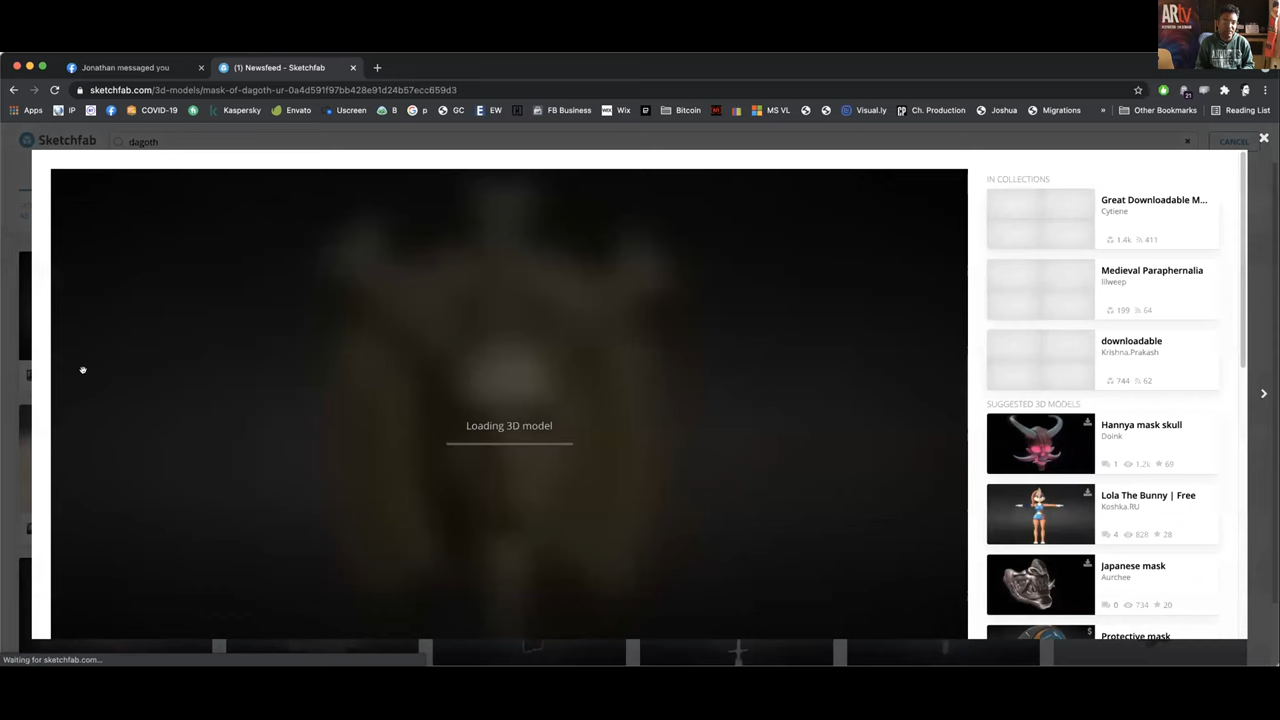 ARtv
Jonathan messaged you
(1) Newsfeed - Sketchfab
sketchfab.com/3d-models/mask-of-dagoth-ur-0a4d591f97bb428e91d24b57ecc659d3
Apps
IP
COVID-19
Kaspersky
Envato
Uscreen
B
p
GC
EW
FB Business
Wix
Bitcoin
MS VL
Visual.ly
Ch. Production
Joshua
Migrations
»
Other Bookmarks
Reading List
Sketchfab
dagoth
CANCEL
Loading 3D model
IN COLLECTIONS
Great Downloadable M...
Cytiene
1.4k 411
Medieval Paraphernalia
lilweep
199 64
downloadable
Krishna.Prakash
744 62
SUGGESTED 3D MODELS
Hannya mask skull
Doink
1 1.2k 69
Lola The Bunny | Free
Koshka.RU
4 828 28
Japanese mask
Aurchee
0 734 20
$
Protective mask
Waiting for sketchfab.com...